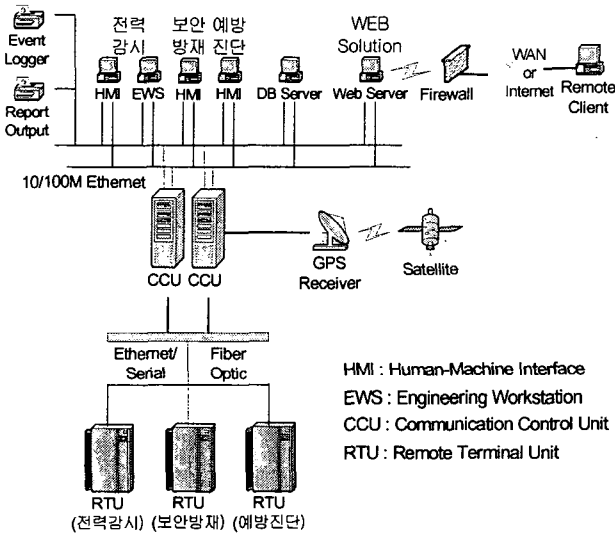 Event
Logger
Report
Output
전력
감시
보안
방재
예방
진단
WEB
Solution
HMI
EWS
HMI
HMI
DB Server
Web Server
Firewall
WAN
or
Internet
Remote
Client
10/100M Ethernet
CCU
CCU
GPS
Receiver
Satellite
Ethernet/
Serial
Fiber
Optic
HMI : Human-Machine Interface
EWS : Engineering Workstation
CCU : Communication Control Unit
RTU : Remote Terminal Unit
RTU
(전력감시)
RTU
(보안방재)
RTU
(예방진단)